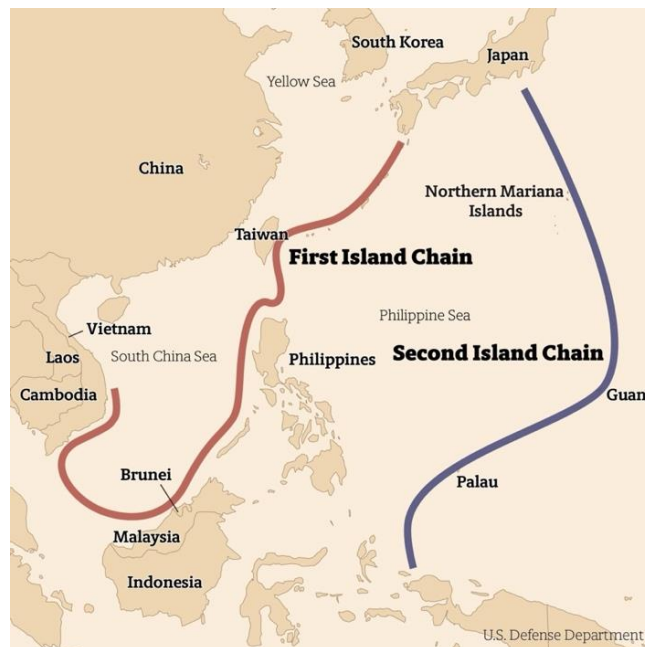 South Korea
Japan
Yellow Sea
China
Northern Mariana
Islands
Taiwan
First Island Chain
Philippine Sea
Vietnam
Laos
South China Sea
Philippines
Second Island Chain
Cambodia
Guan
Brunei
Palau
Malaysia
Indonesia
U.S. Defense Department